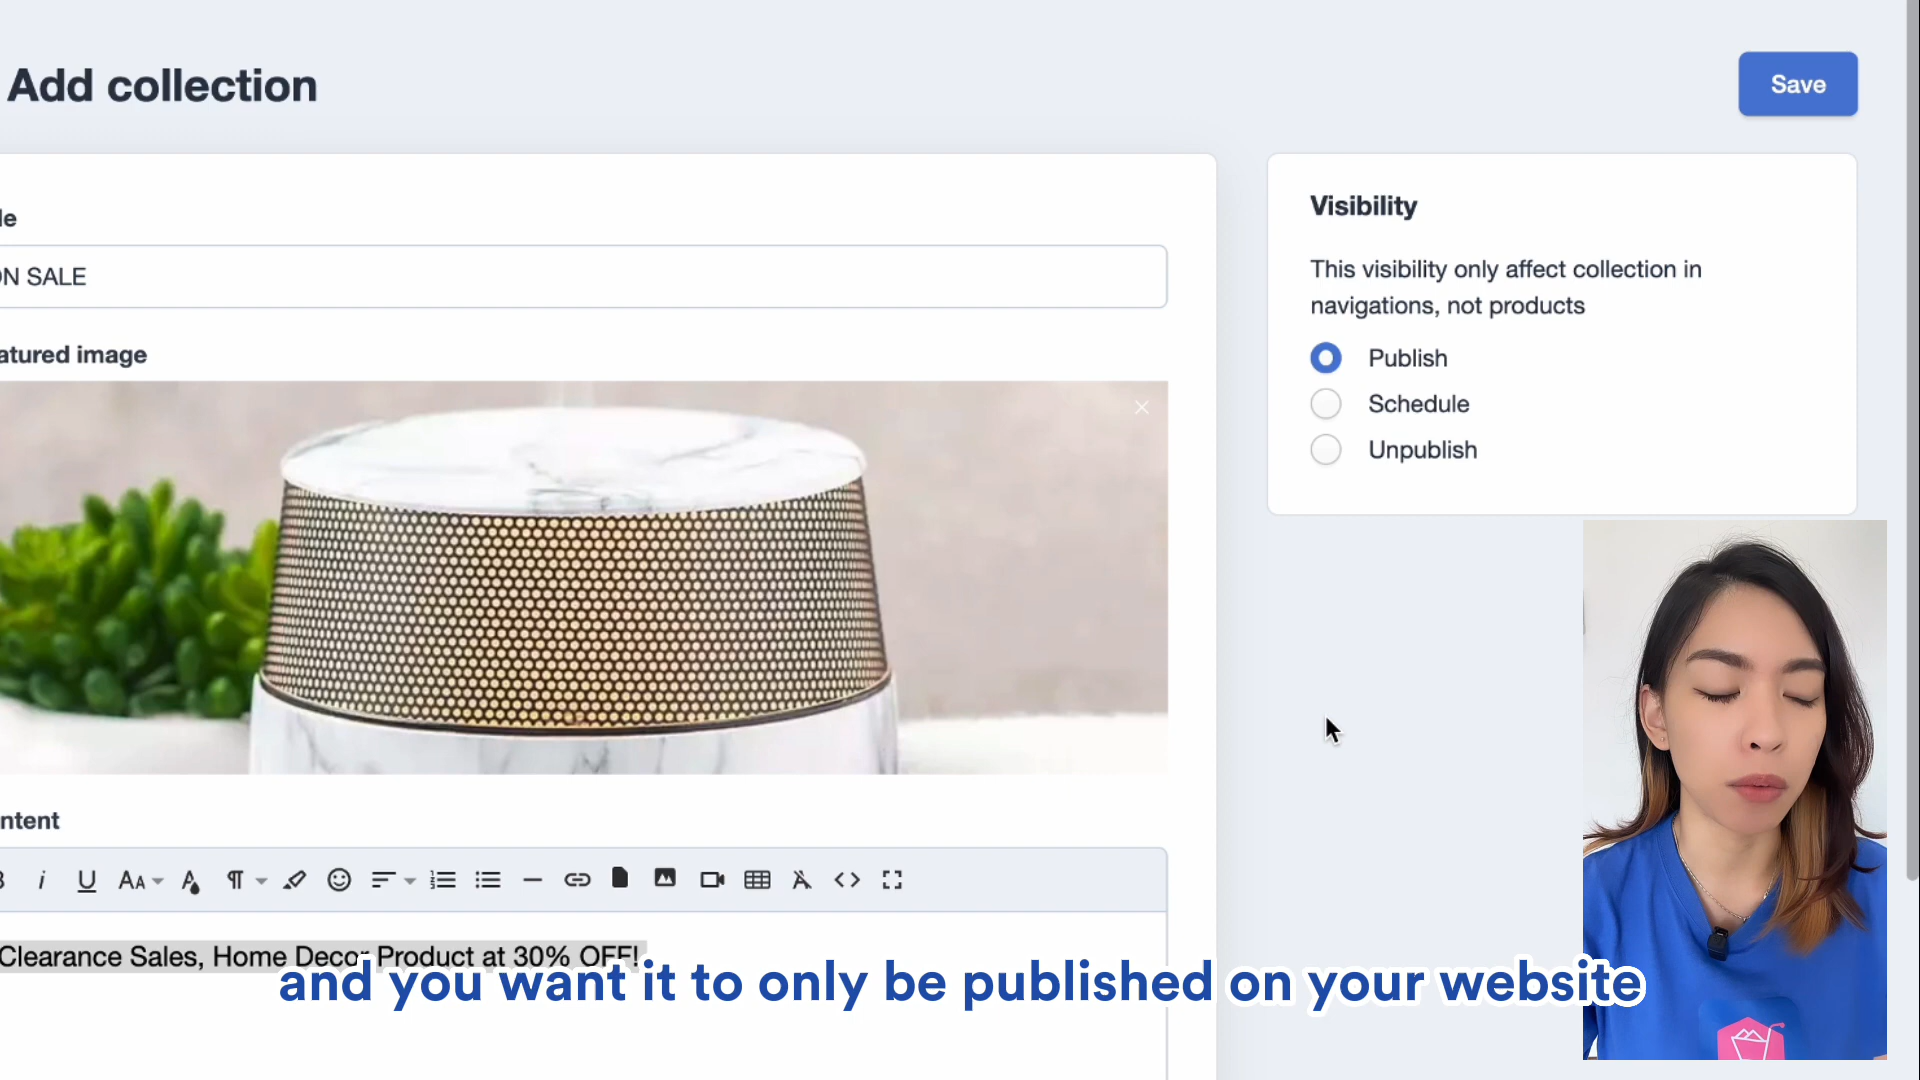 Add collection
Save
le
ON SALE
atured image
Visibility
This visibility only affect collection in
navigations, not products
Publish
Schedule
Unpublish
ntent
B i U AA A ¶
Clearance Sales, Home Decor Product at 30% OFF!
and you want it to only be published on your website